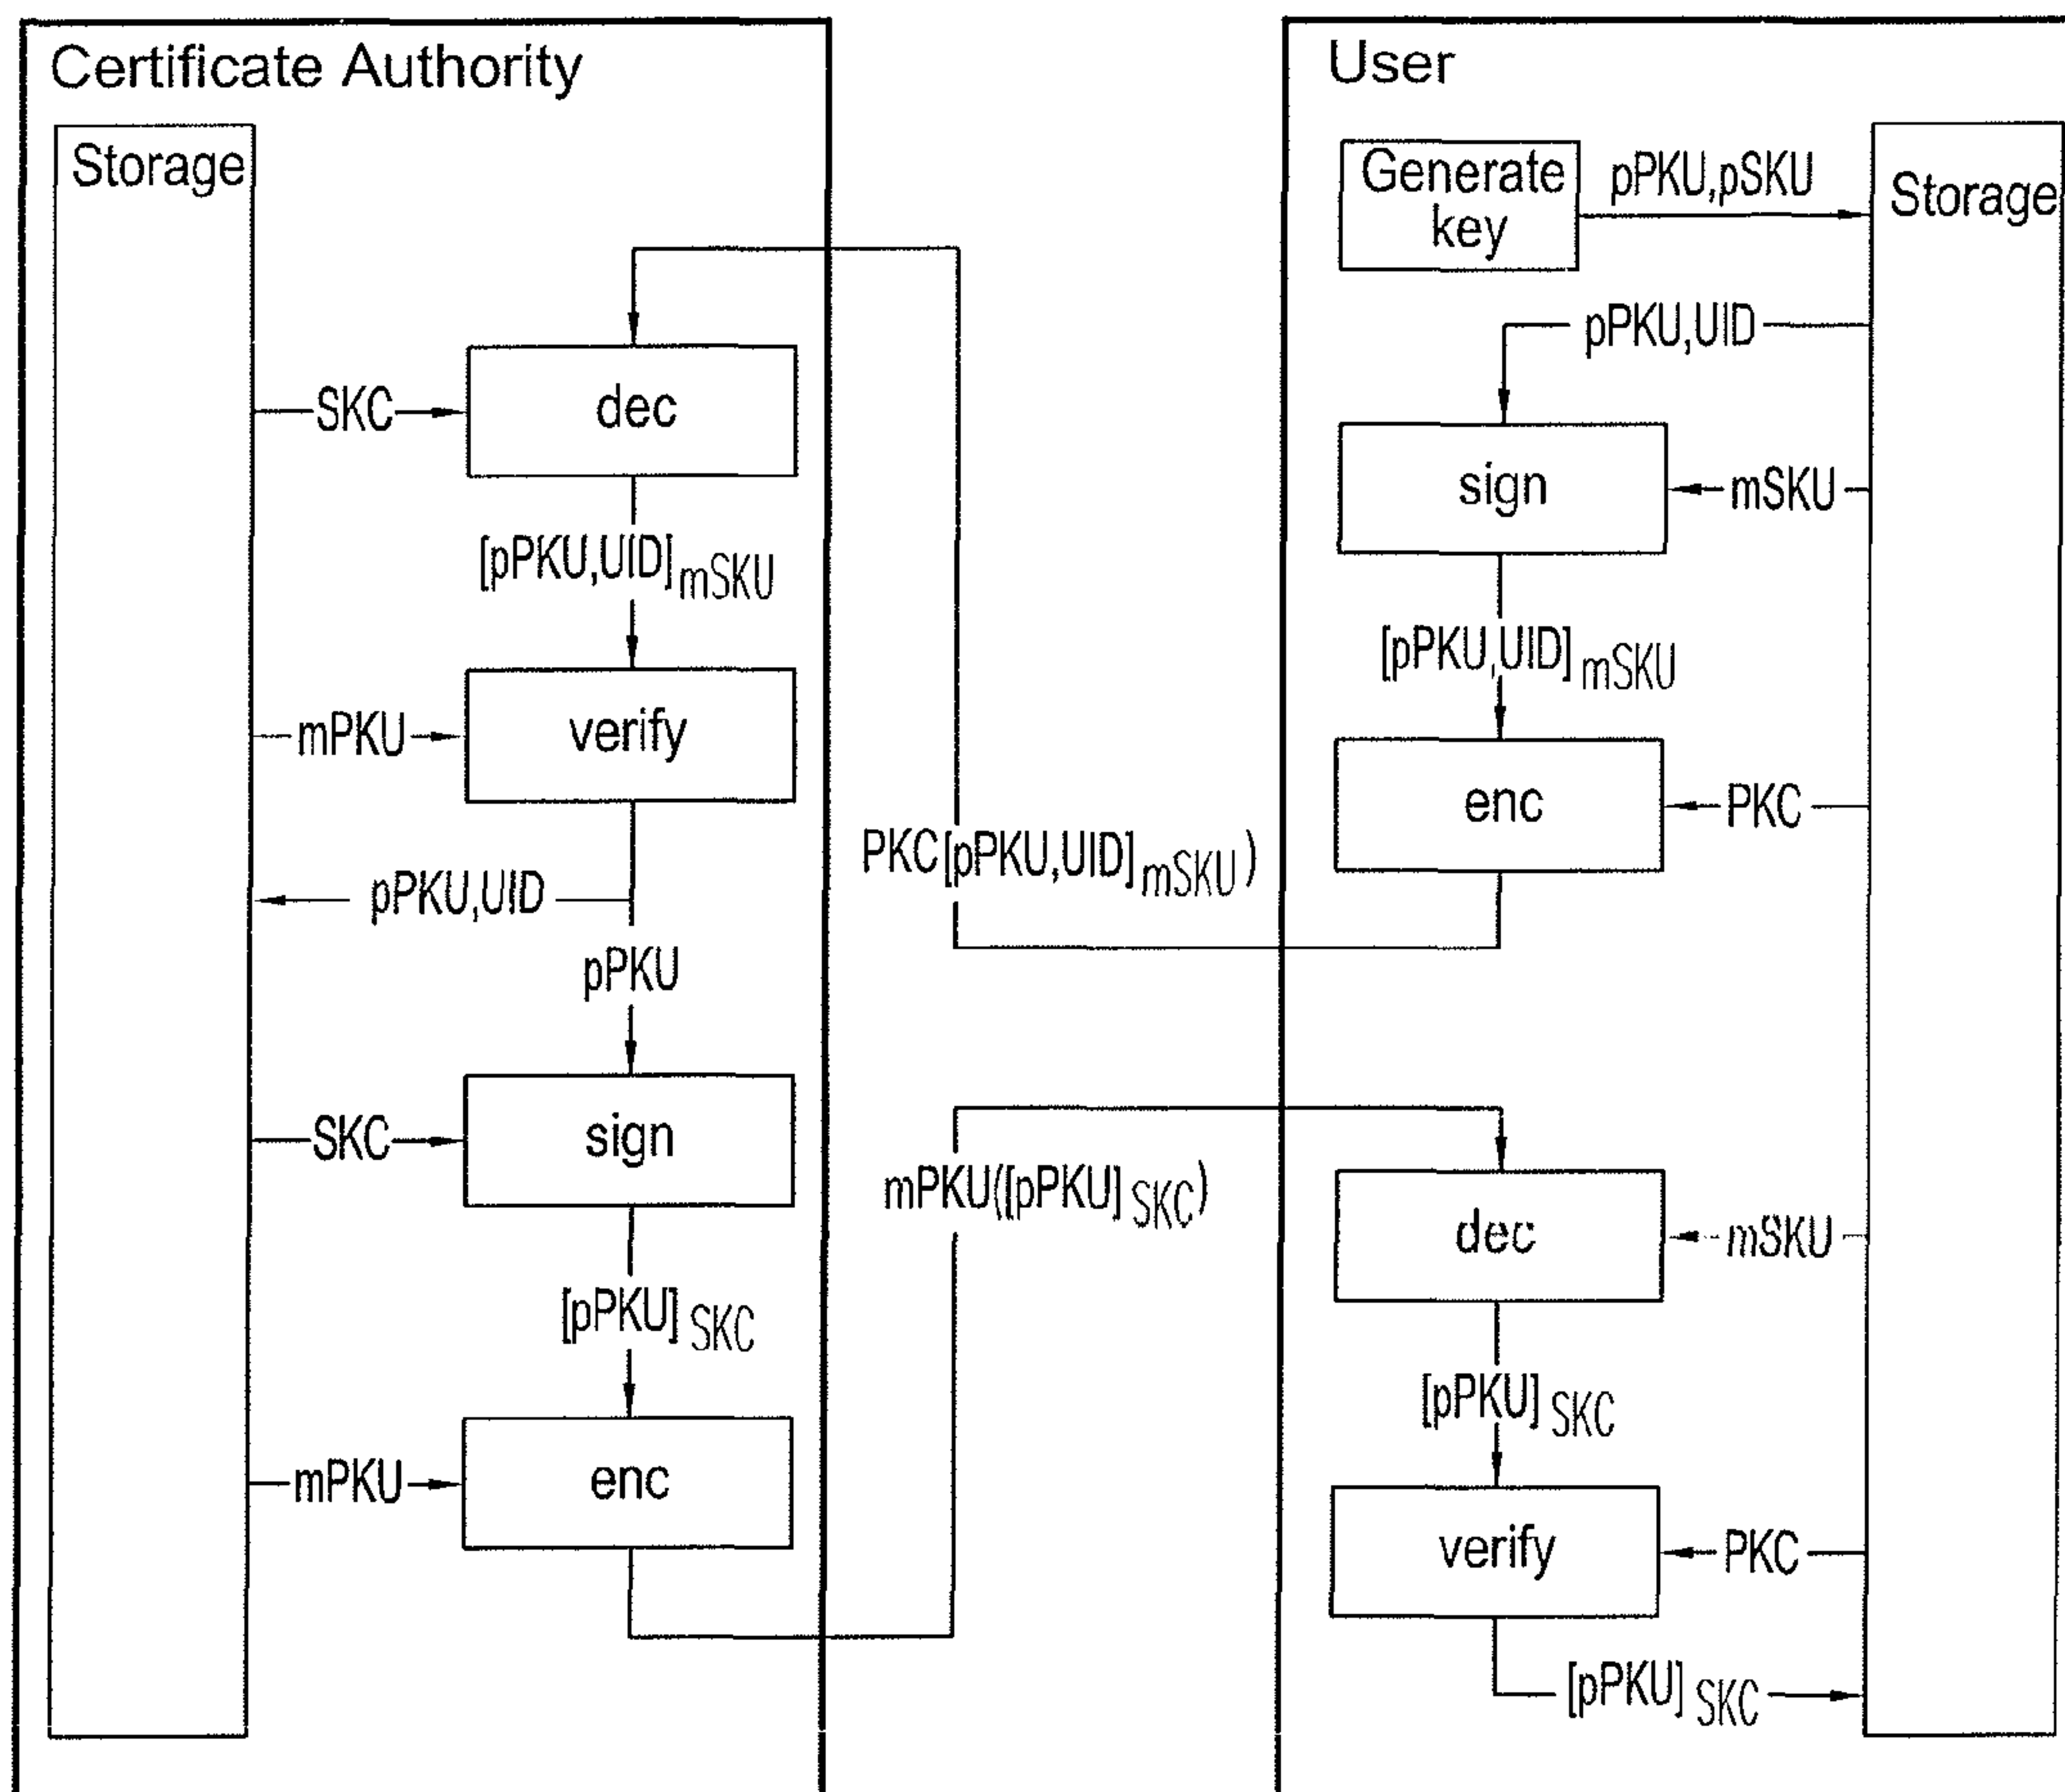 Certificate Authority
Storage
SKC
dec
[pPKU,UID]mSKU
mPKU
verify
pPKU,UID
pPKU
SKC
sign
[pPKU]SKC
mPKU
enc
PKC[pPKU,UID]mSKU)
mPKU([pPKU]SKC)
User
Generate
key
pPKU,pSKU
Storage
pPKU,UID
sign
mSKU
[pPKU,UID]mSKU
enc
PKC
dec
mSKU
[pPKU]SKC
verify
PKC
[pPKU]SKC